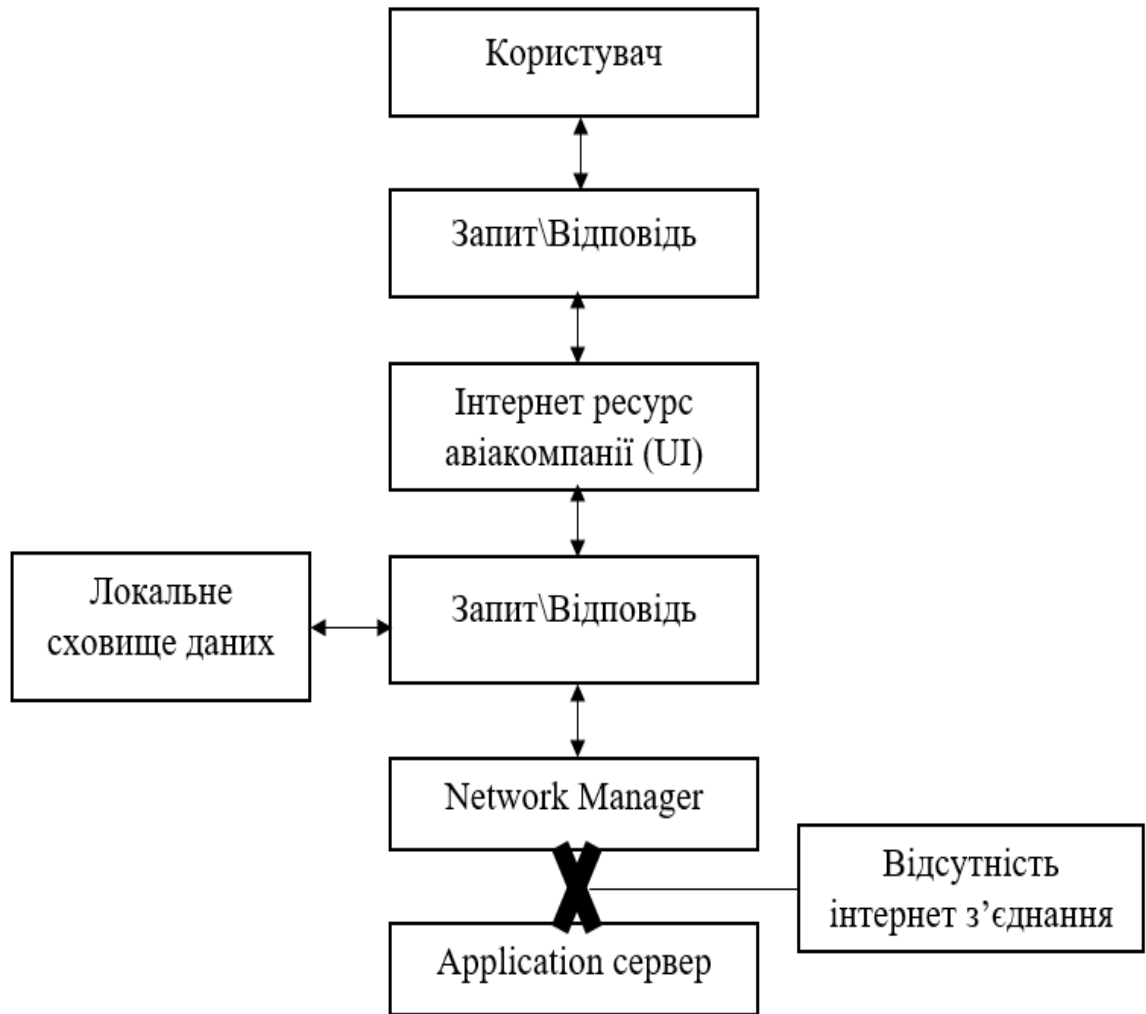 Користувач
Запит\Відповідь
Інтернет ресурс
авіакомпанії (UI)
Локальне
сховище даних
Запит\Відповідь
Network Manager
Відсутність
інтернет з’єднання
Application сервер